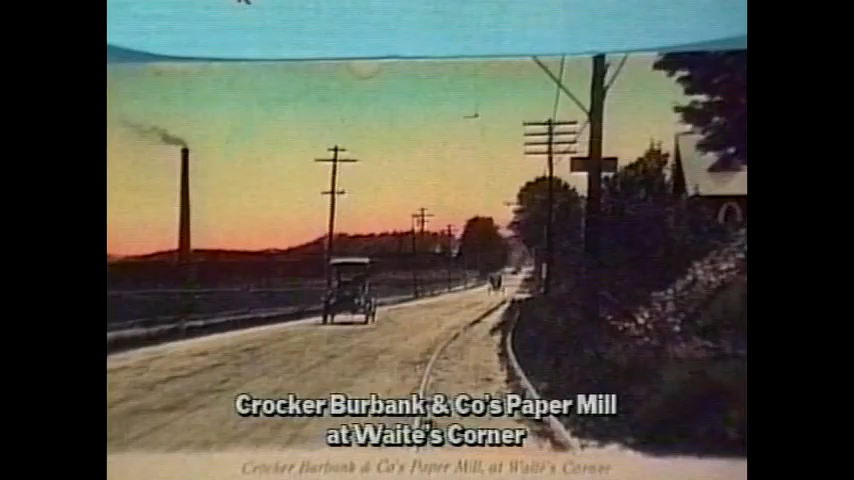 Crocker Burbank & Co's Paper Mill
at Waite's Corner
Crocker Burbank & Co's Paper Mill, at Waite's Corner